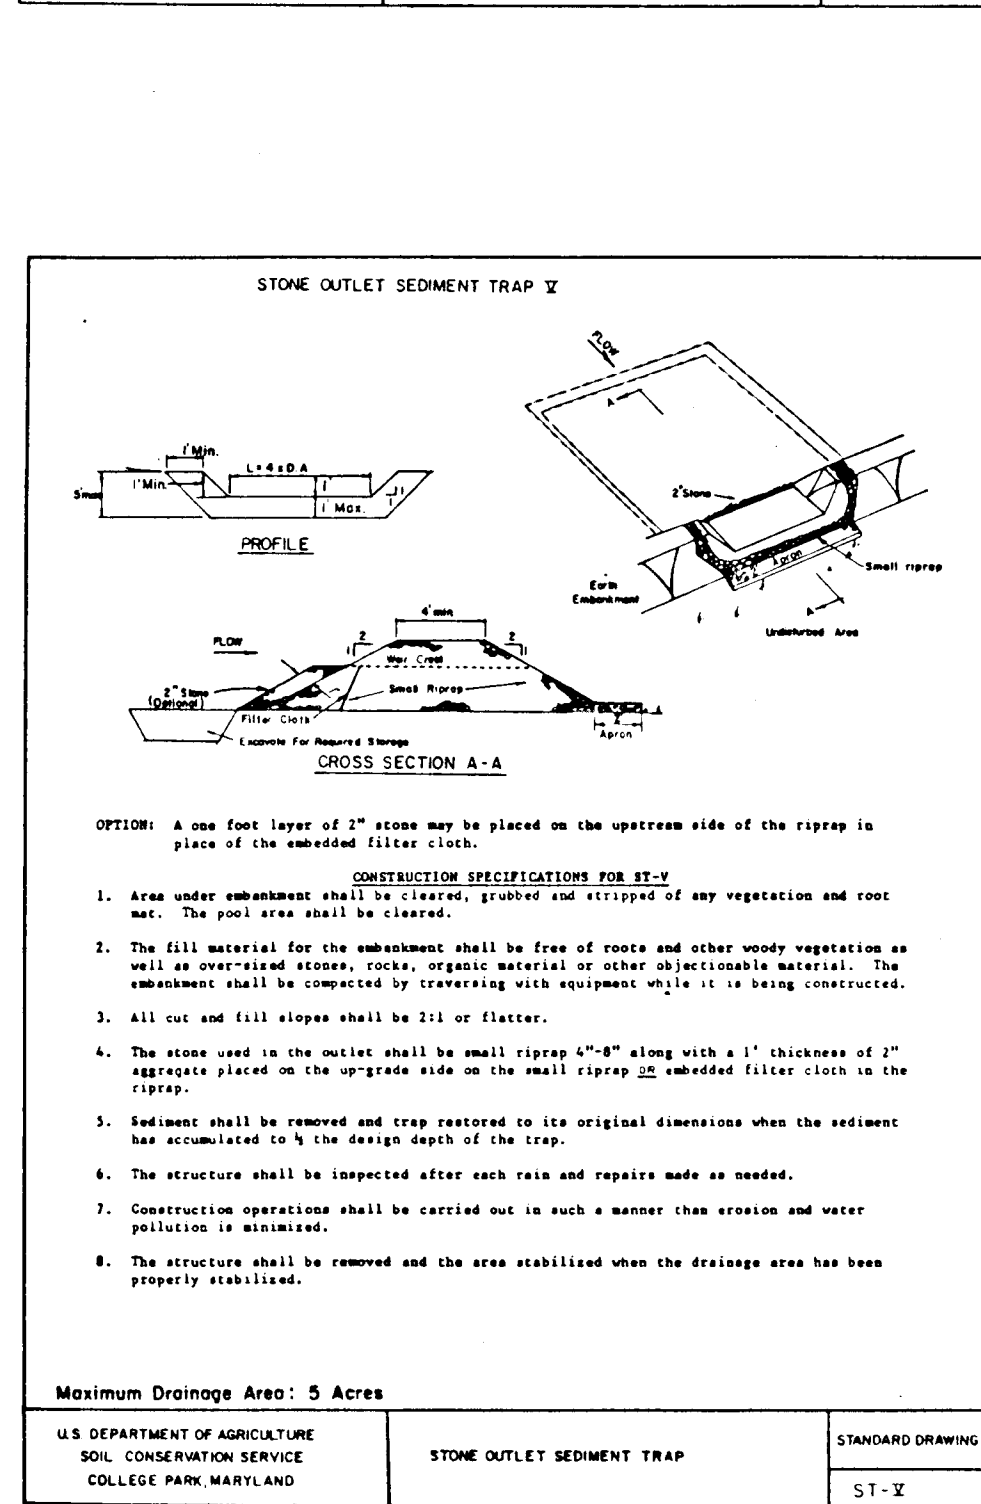 STONE OUTLET SEDIMENT TRAP V
FLOW
A
1' Min.
L = 4 x D.A
1' Min.
1'
1
1
5'max
1' Max.
2" Stone
PROFILE
Apron
Small riprap
Earth
Embankment
A
Undisturbed Area
4' min
FLOW
2
1
2
1
Weir Crest
2" Stone
(Optional)
Small Riprap
Filter Cloth
Apron
Excavate For Required Storage
CROSS SECTION A-A
OPTION: A one foot layer of 2" stone may be placed on the upstream side of the riprap in
place of the embedded filter cloth.
CONSTRUCTION SPECIFICATIONS FOR ST-V
1. Area under embankment shall be cleared, grubbed and stripped of any vegetation and root
mat. The pool area shall be cleared.
2. The fill material for the embankment shall be free of roots and other woody vegetation as
well as over-sized stones, rocks, organic material or other objectionable material. The
embankment shall be compacted by traversing with equipment while it is being constructed.
3. All cut and fill slopes shall be 2:1 or flatter.
4. The stone used in the outlet shall be small riprap 4"-8" along with a 1' thickness of 2"
aggregate placed on the up-grade side on the small riprap OR embedded filter cloth in the
riprap.
5. Sediment shall be removed and trap restored to its original dimensions when the sediment
has accumulated to ½ the design depth of the trap.
6. The structure shall be inspected after each rain and repairs made as needed.
7. Construction operations shall be carried out in such a manner than erosion and water
pollution is minimized.
8. The structure shall be removed and the area stabilized when the drainage area has been
properly stabilized.
Maximum Drainage Area: 5 Acres
U.S. DEPARTMENT OF AGRICULTURE
SOIL CONSERVATION SERVICE
COLLEGE PARK, MARYLAND
STONE OUTLET SEDIMENT TRAP
STANDARD DRAWING
ST-V